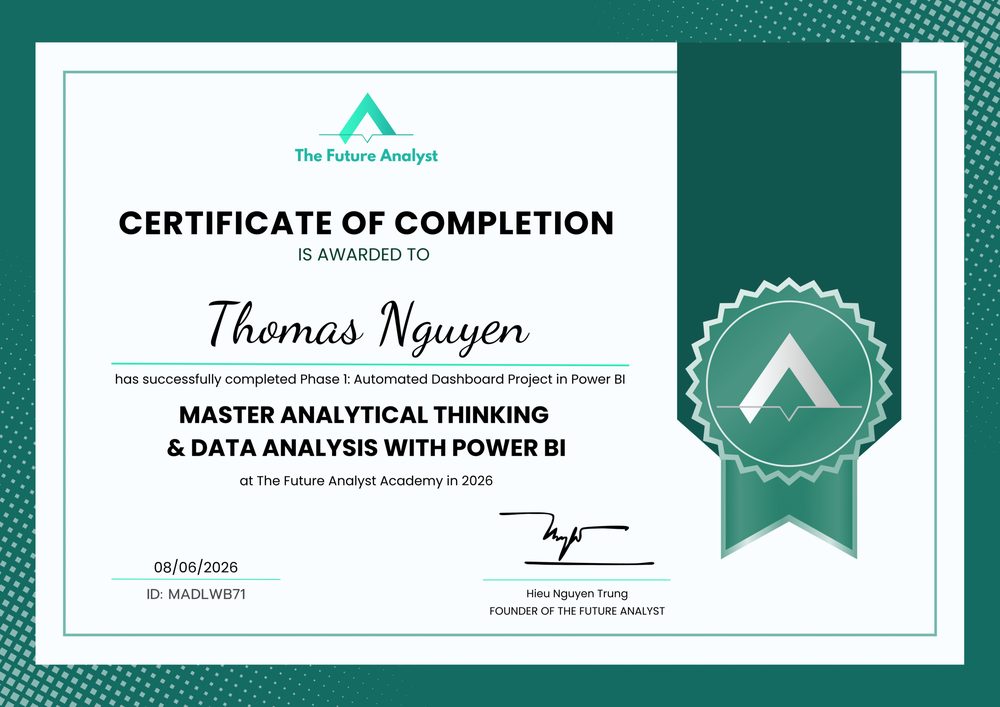 The Future Analyst
CERTIFICATE OF COMPLETION
IS AWARDED TO
Thomas Nguyen
has successfully completed Phase 1: Automated Dashboard Project in Power BI
MASTER ANALYTICAL THINKING
& DATA ANALYSIS WITH POWER BI
at The Future Analyst Academy in 2026
08/06/2026
ID: MADLWB71
Hieu Nguyen Trung
FOUNDER OF THE FUTURE ANALYST